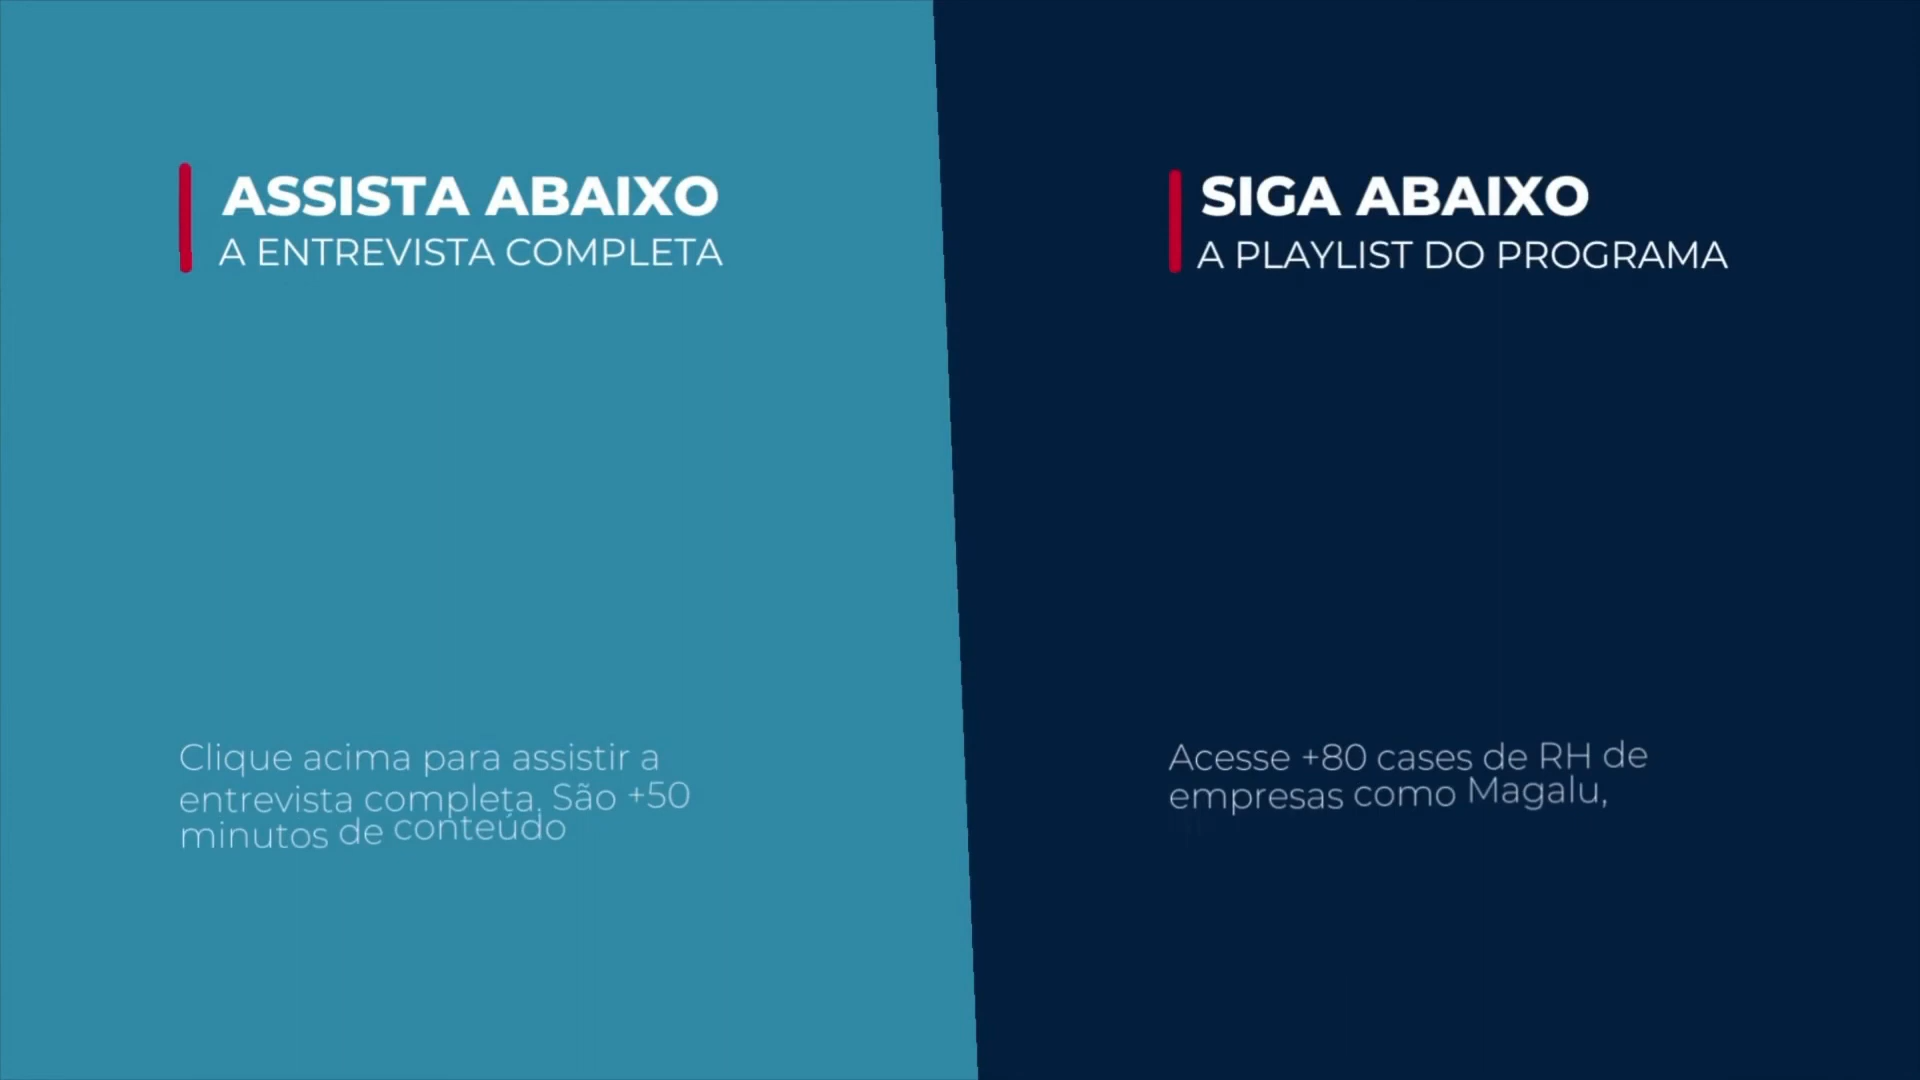 ASSISTA ABAIXO
A ENTREVISTA COMPLETA
Clique acima para assistir a
entrevista completa. São +50
minutos de conteúdo
SIGA ABAIXO
A PLAYLIST DO PROGRAMA
Acesse +80 cases de RH de
empresas como Magalu,